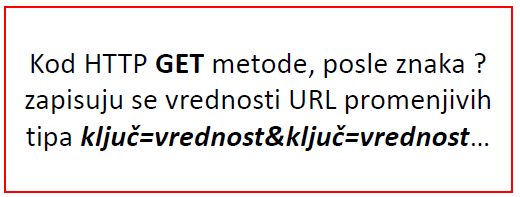 Kod HTTP GET metode, posle znaka ?
zapisuju se vrednosti URL promenjivih
tipa ključ=vrednost&ključ=vrednost...